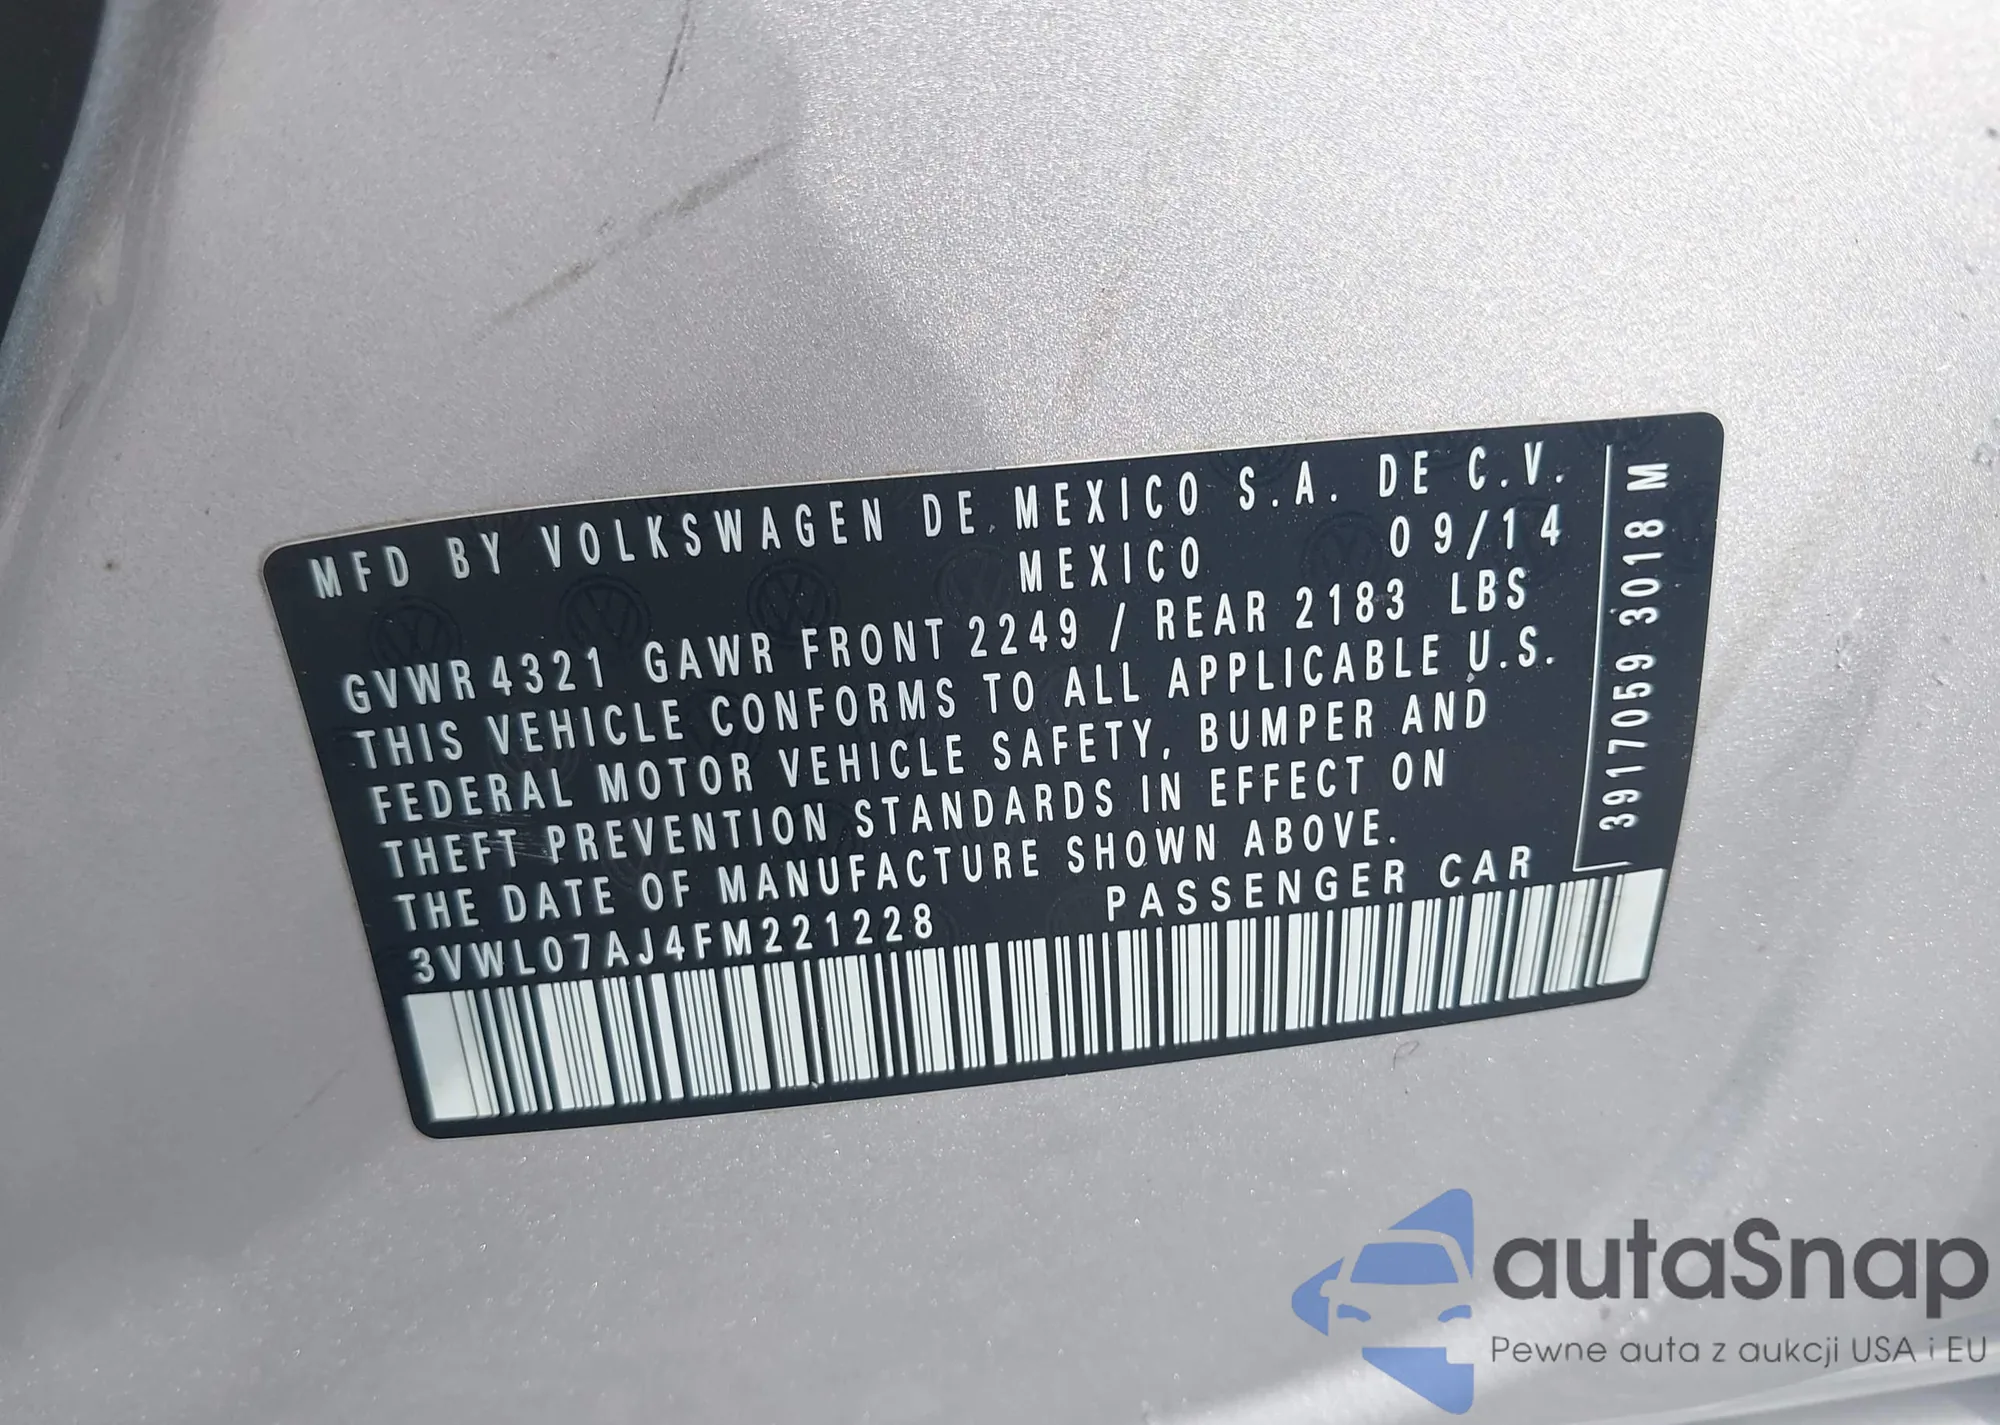 MFD BY VOLKSWAGEN DE MEXICO S.A. DE C.V.
MEXICO 09/14
GVWR 4321 GAWR FRONT 2249 / REAR 2183 LBS
THIS VEHICLE CONFORMS TO ALL APPLICABLE U.S.
FEDERAL MOTOR VEHICLE SAFETY, BUMPER AND
THEFT PREVENTION STANDARDS IN EFFECT ON
THE DATE OF MANUFACTURE SHOWN ABOVE.
3VWL07AJ4FM221228 PASSENGER CAR
3917059 3018 M
autaSnap
Pewne auta z aukcji USA i EU